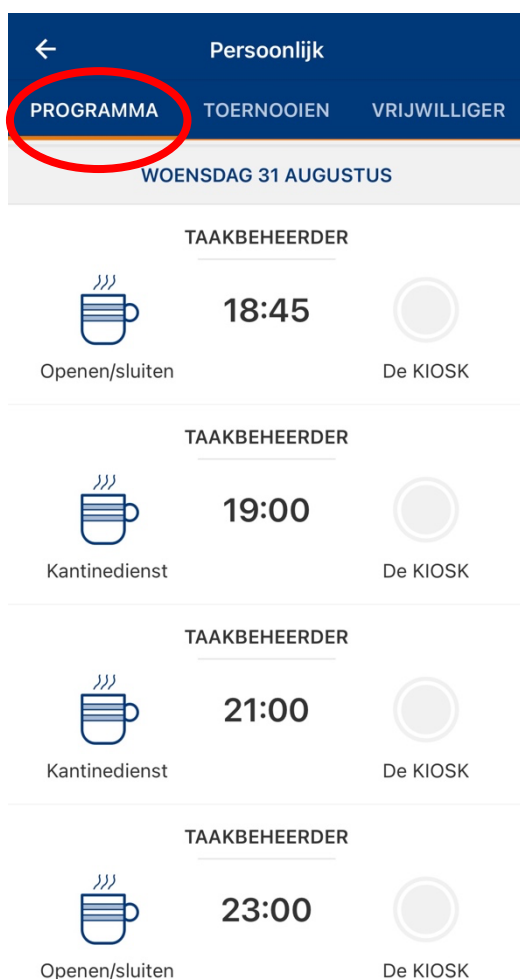 Persoonlijk
PROGRAMMA TOERNOOIEN VRIJWILLIGER
WOENSDAG 31 AUGUSTUS
TAAKBEHEERDER
18:45
Openen/sluiten De KIOSK
TAAKBEHEERDER
19:00
Kantinedienst De KIOSK
TAAKBEHEERDER
21:00
Kantinedienst De KIOSK
TAAKBEHEERDER
23:00
Openen/sluiten De KIOSK